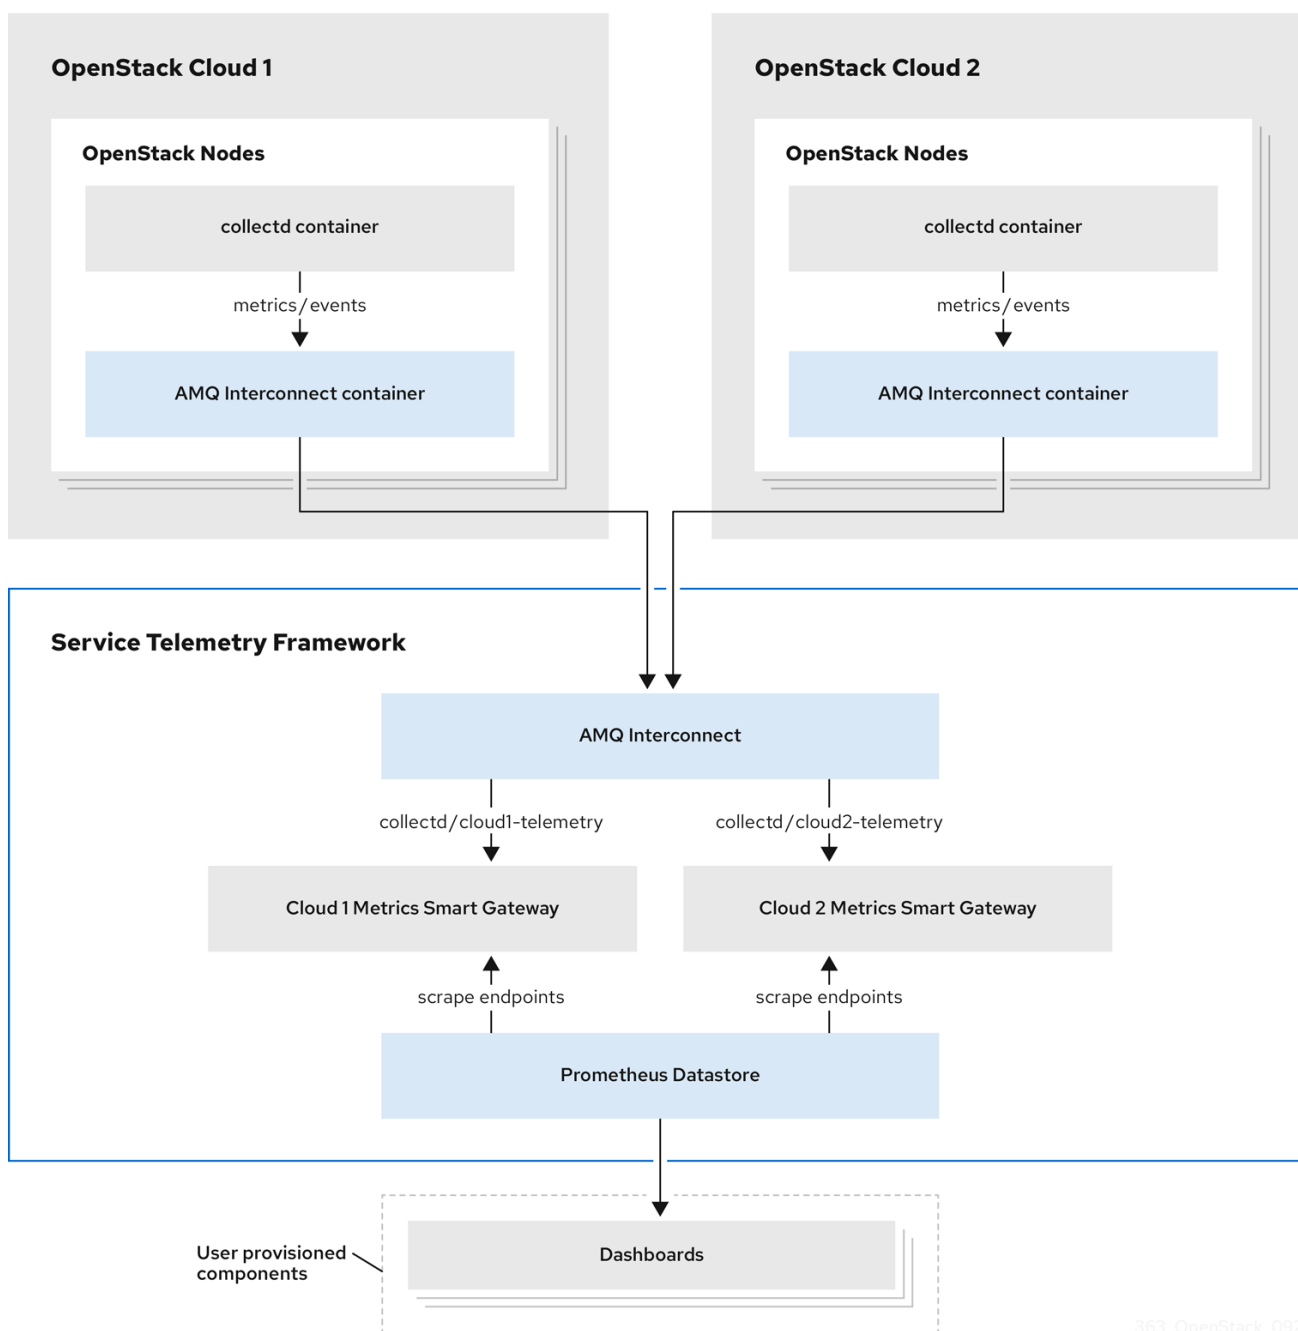 OpenStack Cloud 1
OpenStack Nodes
collectd container
metrics/events
AMQ Interconnect container
OpenStack Cloud 2
OpenStack Nodes
collectd container
metrics/events
AMQ Interconnect container
Service Telemetry Framework
AMQ Interconnect
collectd/cloud1-telemetry
collectd/cloud2-telemetry
Cloud 1 Metrics Smart Gateway
Cloud 2 Metrics Smart Gateway
scrape endpoints
scrape endpoints
Prometheus Datastore
User provisioned
components
Dashboards
363_OpenStack_092